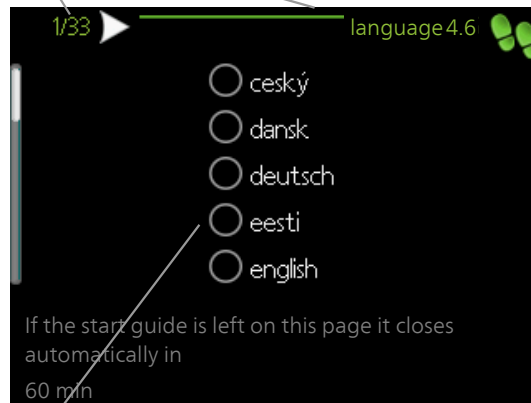 1/33
language 4.6
ceský
dansk
deutsch
eesti
english
If the start guide is left on this page it closes
automatically in
60 min